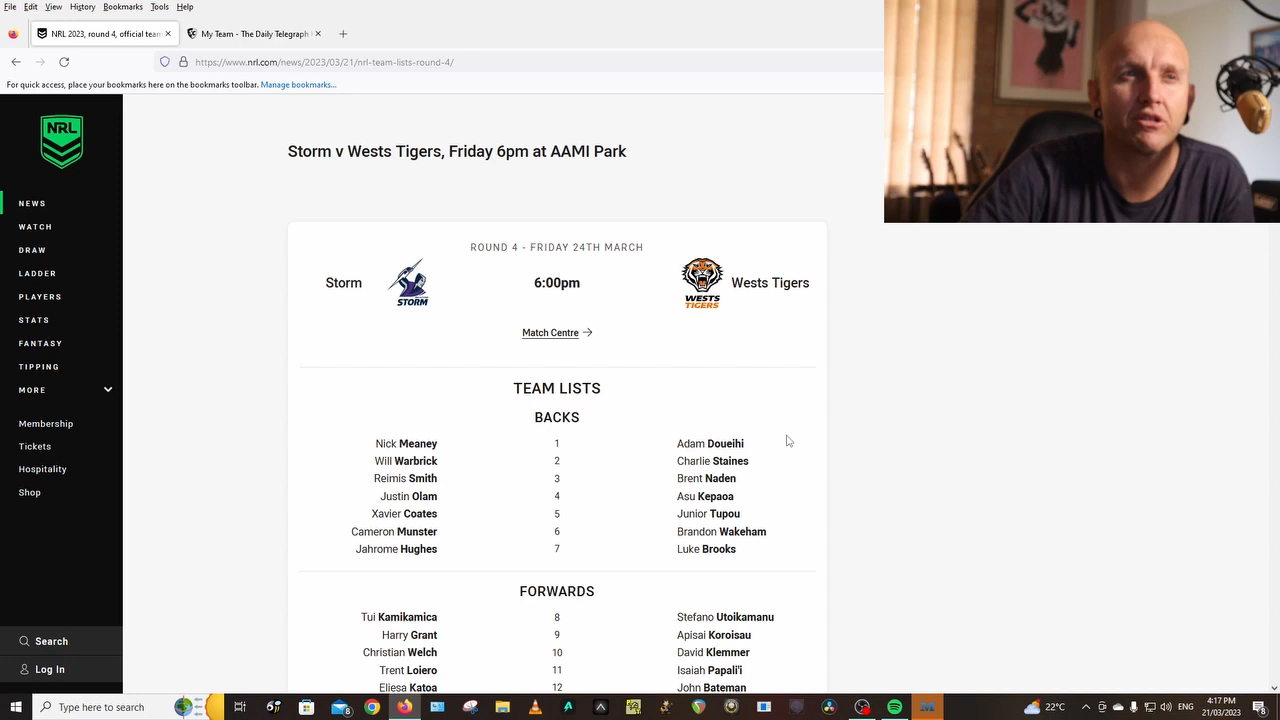 File Edit View History Bookmarks Tools Help
NRL 2023, round 4, official team
My Team - The Daily Telegraph
https://www.nrl.com/news/2023/03/21/nrl-team-lists-round-4/
For quick access, place your bookmarks here on the bookmarks toolbar. Manage bookmarks...
NRL
NEWS
WATCH
DRAW
LADDER
PLAYERS
STATS
FANTASY
TIPPING
MORE
Membership
Tickets
Hospitality
Shop
Search
Log In
Storm v Wests Tigers, Friday 6pm at AAMI Park
ROUND 4 - FRIDAY 24TH MARCH
Storm STORM 6:00pm WESTS TIGERS Wests Tigers
Match Centre
TEAM LISTS
BACKS
Nick Meaney 1 Adam Doueihi
Will Warbrick 2 Charlie Staines
Reimis Smith 3 Brent Naden
Justin Olam 4 Asu Kepaoa
Xavier Coates 5 Junior Tupou
Cameron Munster 6 Brandon Wakeham
Jahrome Hughes 7 Luke Brooks
FORWARDS
Tui Kamikamica 8 Stefano Utoikamanu
Harry Grant 9 Apisai Koroisau
Christian Welch 10 David Klemmer
Trent Loiero 11 Isaiah Papali'i
Eliesa Katoa 12 John Bateman
Type here to search
22°C
4:17 PM
21/03/2023